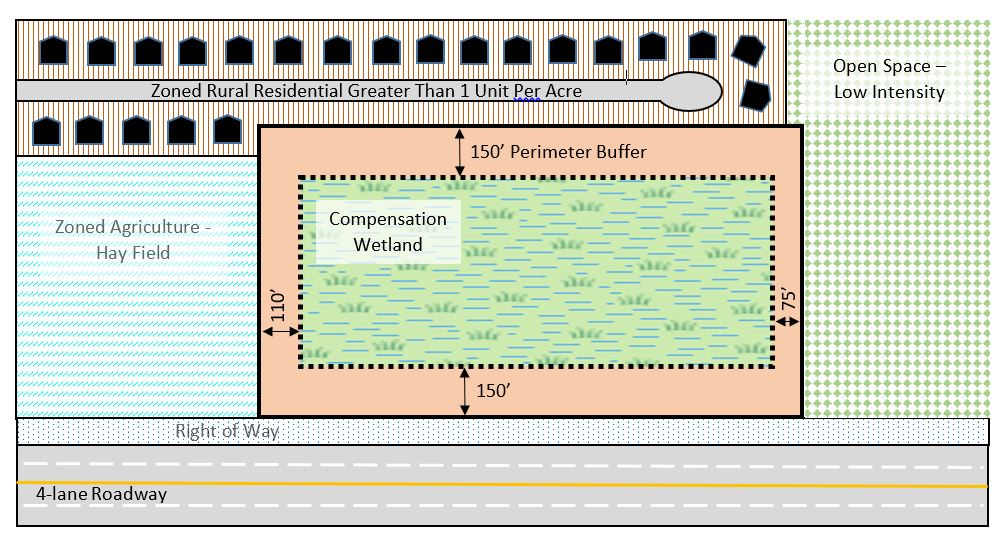 Open Space –
Low Intensity
Zoned Rural Residential Greater Than 1 Unit Per Acre
150’ Perimeter Buffer
Compensation
Wetland
Zoned Agriculture -
Hay Field
110’
75’
150’
Right of Way
4-lane Roadway